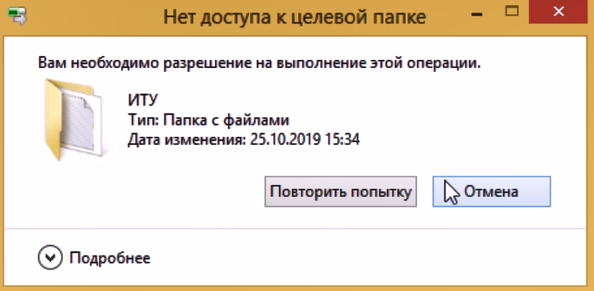 Нет доступа к целевой папке
Вам необходимо разрешение на выполнение этой операции.
ИТУ
Тип: Папка с файлами
Дата изменения: 25.10.2019 15:34
Повторить попытку
Отмена
Подробнее